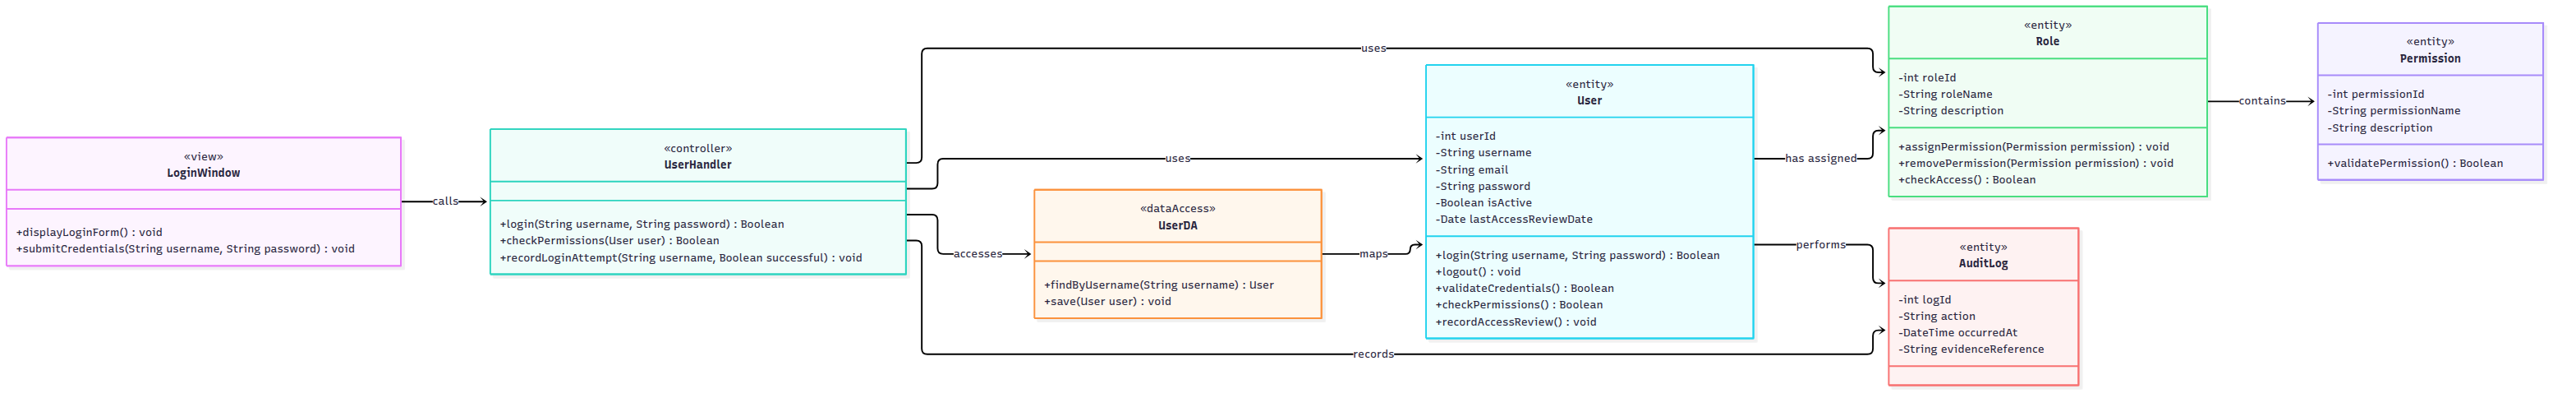 «view»
LoginWindow
+displayLoginForm() : void
+submitCredentials(String username, String password) : void
calls
«controller»
UserHandler
+login(String username, String password) : Boolean
+checkPermissions(User user) : Boolean
+recordLoginAttempt(String username, Boolean successful) : void
uses
uses
accesses
records
«dataAccess»
UserDA
+findByUsername(String username) : User
+save(User user) : void
maps
«entity»
User
-int userId
-String username
-String email
-String password
-Boolean isActive
-Date lastAccessReviewDate
+login(String username, String password) : Boolean
+logout() : void
+validateCredentials() : Boolean
+checkPermissions() : Boolean
+recordAccessReview() : void
has assigned
performs
«entity»
Role
-int roleId
-String roleName
-String description
+assignPermission(Permission permission) : void
+removePermission(Permission permission) : void
+checkAccess() : Boolean
contains
«entity»
Permission
-int permissionId
-String permissionName
-String description
+validatePermission() : Boolean
«entity»
AuditLog
-int logId
-String action
-DateTime occurredAt
-String evidenceReference